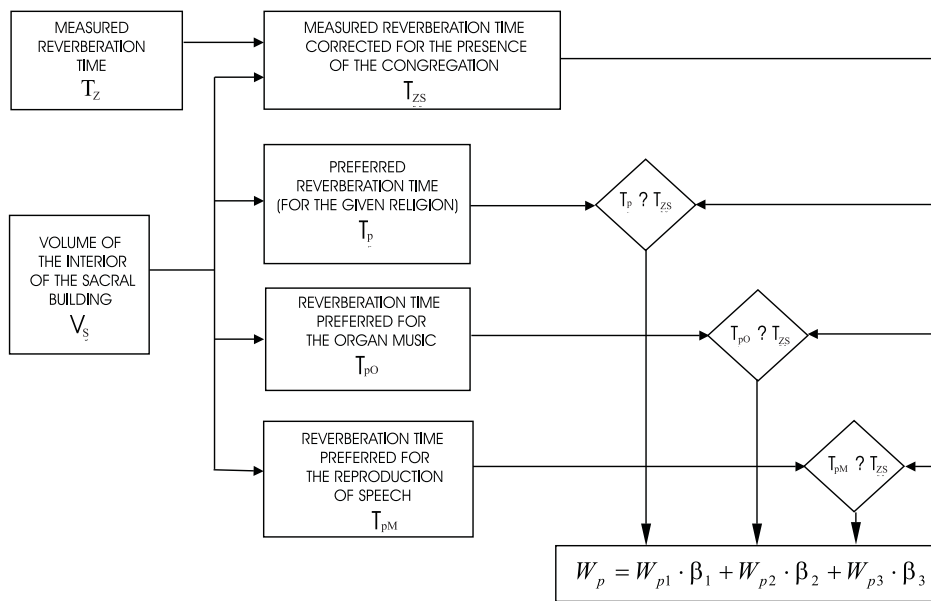 MEASURED
REVERBERATION
TIME
T_Z
MEASURED REVERBERATION TIME
CORRECTED FOR THE PRESENCE
OF THE CONGREGATION
T_ZS
PREFERRED
REVERBERATION TIME
(FOR THE GIVEN RELIGION)
T_p
T_p ? T_ZS
VOLUME OF
THE INTERIOR
OF THE SACRAL
BUILDING
V_S
REVERBERATION TIME
PREFERRED FOR
THE ORGAN MUSIC
T_pO
T_pO ? T_ZS
REVERBERATION TIME
PREFERRED FOR
THE REPRODUCTION
OF SPEECH
T_pM
T_pM ? T_ZS
W_p = W_p1 · β_1 + W_p2 · β_2 + W_p3 · β_3